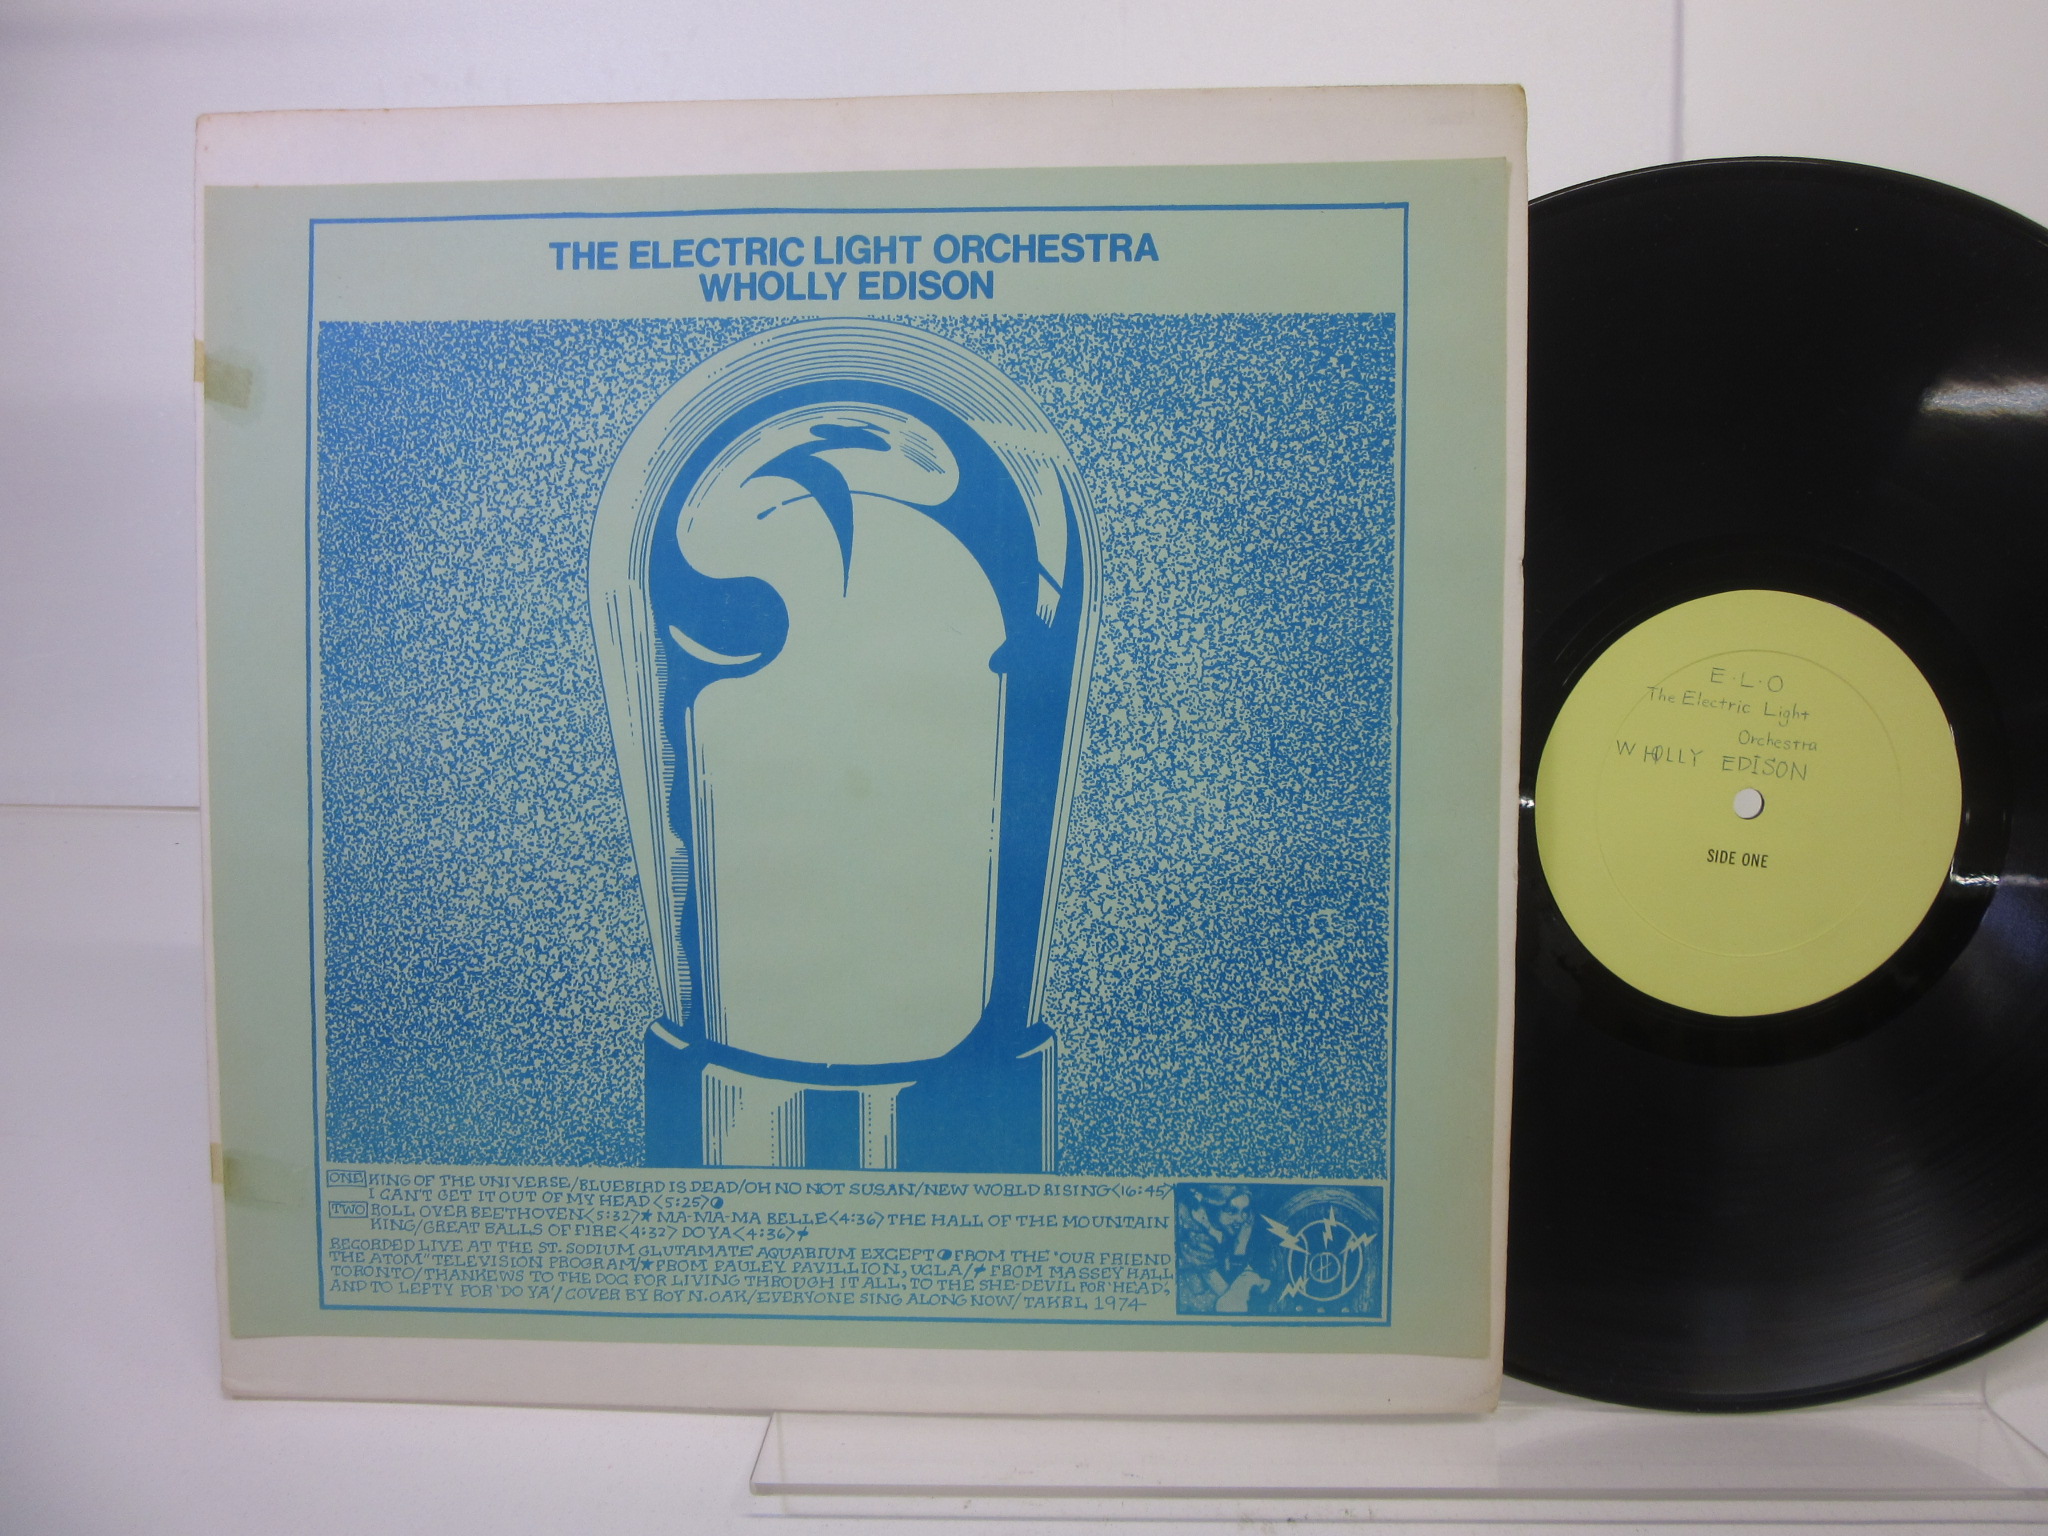 THE ELECTRIC LIGHT ORCHESTRA
WHOLLY EDISON
ONE KING OF THE UNIVERSE/BLUEBIRD IS DEAD/OH NO NOT SUSAN/NEW WORLD RISING<16:45>
I CAN'T GET IT OUT OF MY HEAD<5:25>
TWO ROLL OVER BEETHOVEN<5:32>★ MA-MA-MA BELLE<4:36> THE HALL OF THE MOUNTAIN
KING/GREAT BALLS OF FIRE<4:32> DO YA<4:36>
RECORDED LIVE AT THE ST. SODIUM GLUTAMATE AQUARIUM EXCEPT FROM THE "OUR FRIEND
THE ATOM" TELEVISION PROGRAM/★FROM PAULEY PAVILLION, UCLA/ FROM MASSEY HALL
TORONTO/THANKEWS TO THE DOG FOR LIVING THROUGH IT ALL, TO THE SHE-DEVIL FOR 'HEAD',
AND TO LEFTY FOR 'DO YA'/COVER BY ROY N. OAK/EVERYONE SING ALONG NOW/TAKRL 1974
E.L.O
The Electric Light
Orchestra
WHOLLY EDISON
SIDE ONE